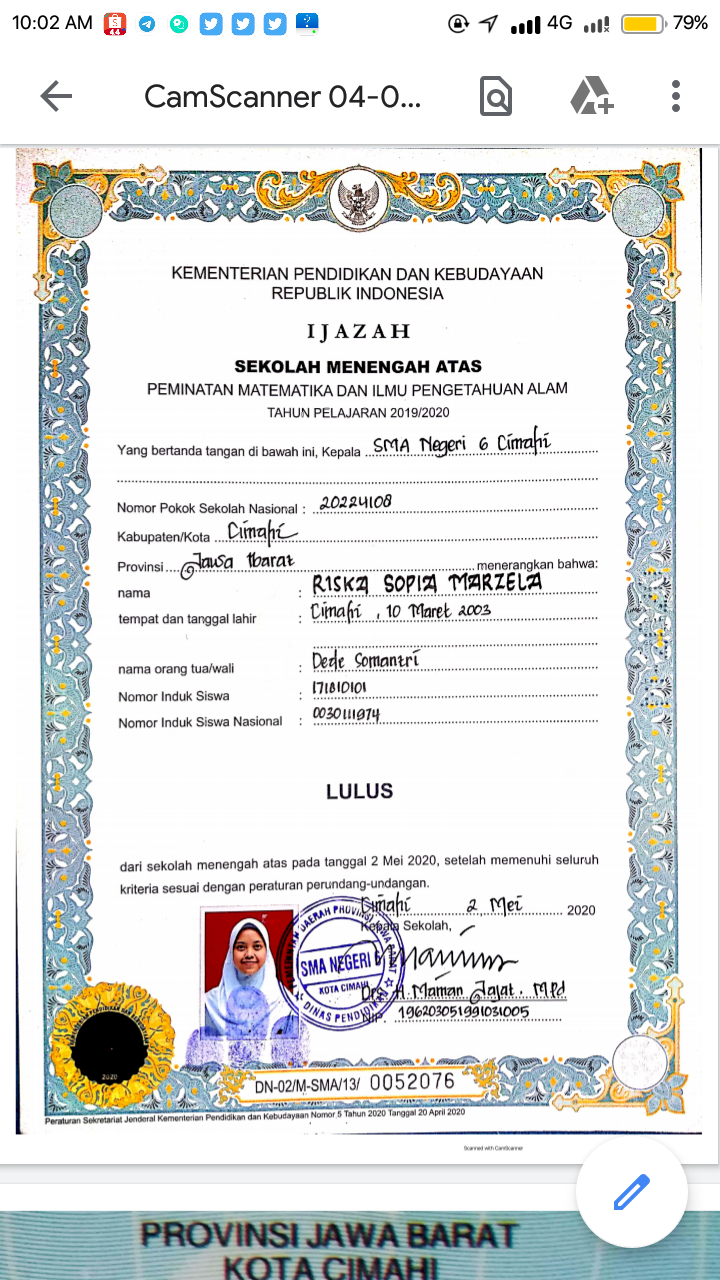 10:02 AM
4G
79%
CamScanner 04-0...
KEMENTERIAN PENDIDIKAN DAN KEBUDAYAAN
REPUBLIK INDONESIA
IJAZAH
SEKOLAH MENENGAH ATAS
PEMINATAN MATEMATIKA DAN ILMU PENGETAHUAN ALAM
TAHUN PELAJARAN 2019/2020
Yang bertanda tangan di bawah ini, Kepala SMA Negeri 6 Cimahi
Nomor Pokok Sekolah Nasional : 20224108
Kabupaten/Kota Cimahi
Provinsi Jawa Barat menerangkan bahwa:
nama : RISKA SOPIA MARZELA
tempat dan tanggal lahir : Cimahi, 10 Maret 2003
nama orang tua/wali : Dede Somantri
Nomor Induk Siswa : 171810101
Nomor Induk Siswa Nasional : 0030111974
LULUS
dari sekolah menengah atas pada tanggal 2 Mei 2020, setelah memenuhi seluruh
kriteria sesuai dengan peraturan perundang-undangan.
Cimahi 2 Mei 2020
Kepala Sekolah,
PEMERINTAH DAERAH PROVINSI JAWA BARAT
SMA NEGERI 6
KOTA CIMAHI
DINAS PENDIDIKAN
Drs. H. Maman Jajat. MPd
NIP. 196203051991031005
2020
DN-02/M-SMA/13/ 0052076
Peraturan Sekretariat Jenderal Kementerian Pendidikan dan Kebudayaan Nomor 5 Tahun 2020 Tanggal 20 April 2020
Scanned with CamScanner
PROVINSI JAWA BARAT
KOTA CIMAHI